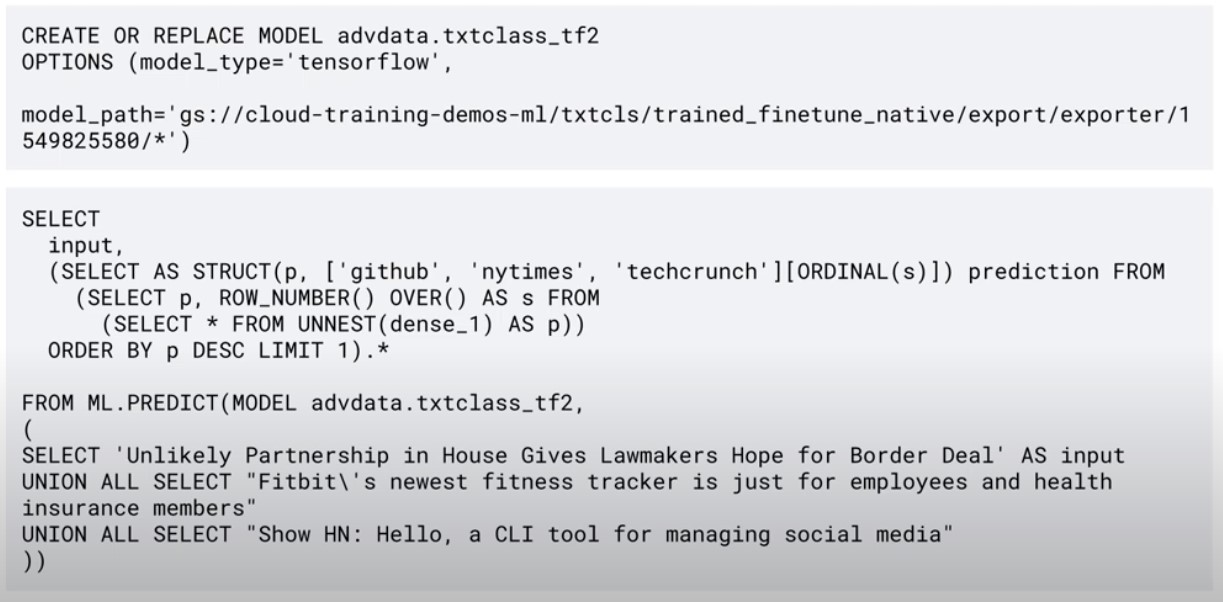 CREATE OR REPLACE MODEL advdata.txtclass_tf2
OPTIONS (model_type='tensorflow',
model_path='gs://cloud-training-demos-ml/txtcls/trained_finetune_native/export/exporter/1
549825580/*')
SELECT
input,
(SELECT AS STRUCT(p, ['github', 'nytimes', 'techcrunch'][ORDINAL(s)]) prediction FROM
(SELECT p, ROW_NUMBER() OVER() AS s FROM
(SELECT * FROM UNNEST(dense_1) AS p))
ORDER BY p DESC LIMIT 1).*
FROM ML.PREDICT(MODEL advdata.txtclass_tf2,
(
SELECT 'Unlikely Partnership in House Gives Lawmakers Hope for Border Deal' AS input
UNION ALL SELECT "Fitbit\'s newest fitness tracker is just for employees and health
insurance members"
UNION ALL SELECT "Show HN: Hello, a CLI tool for managing social media"
))